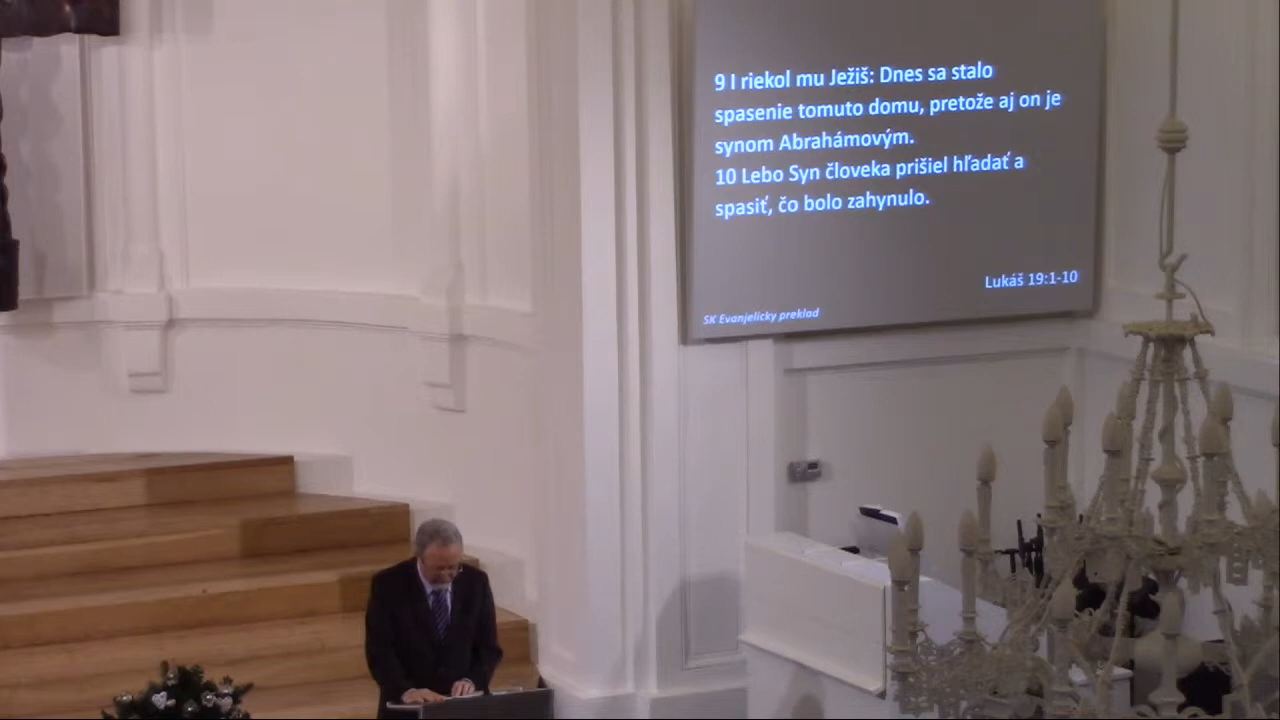 9 I riekol mu Ježiš: Dnes sa stalo
spasenie tomuto domu, pretože aj on je
synom Abrahámovým.
10 Lebo Syn človeka prišiel hľadať a
spasiť, čo bolo zahynulo.
Lukáš 19:1-10
SK Evanjelicky preklad